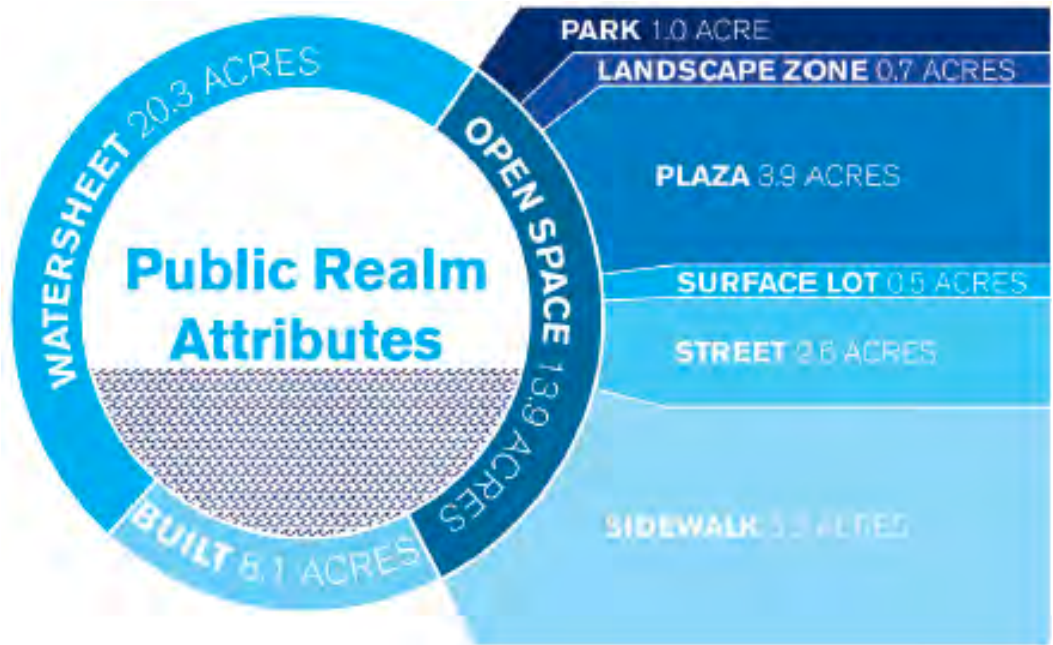 Public Realm
Attributes
WATERSHEET 20.3 ACRES
OPEN SPACE 13.9 ACRES
BUILT 8.1 ACRES
PARK 1.0 ACRE
LANDSCAPE ZONE 0.7 ACRES
PLAZA 3.9 ACRES
SURFACE LOT 0.5 ACRES
STREET 2.6 ACRES
SIDEWALK ACRES